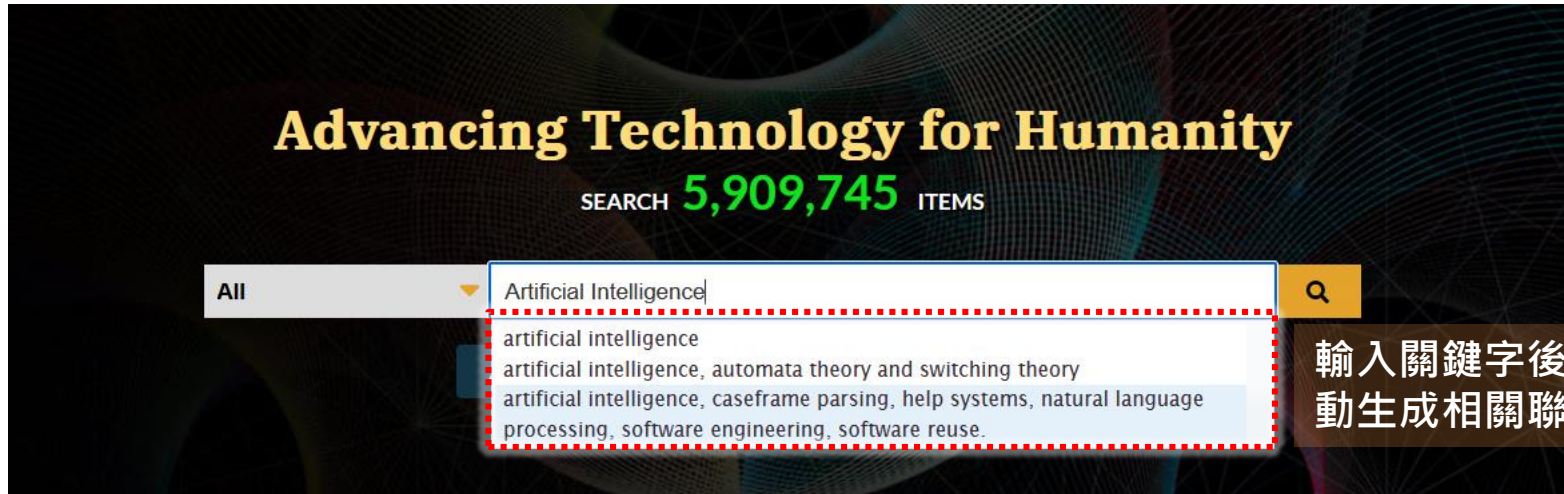 Advancing Technology for Humanity
SEARCH 5,909,745 ITEMS
All
Artificial Intelligence
artificial intelligence
artificial intelligence, automata theory and switching theory
artificial intelligence, caseframe parsing, help systems, natural language
processing, software engineering, software reuse.
輸入關鍵字後
動生成相關聯